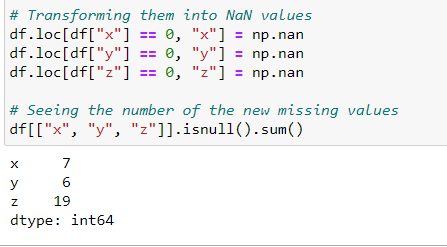 # Transforming them into NaN values
df.loc[df["x"] == 0, "x"] = np.nan
df.loc[df["y"] == 0, "y"] = np.nan
df.loc[df["z"] == 0, "z"] = np.nan
# Seeing the number of the new missing values
df[["x", "y", "z"]].isnull().sum()
x     7
y     6
z    19
dtype: int64